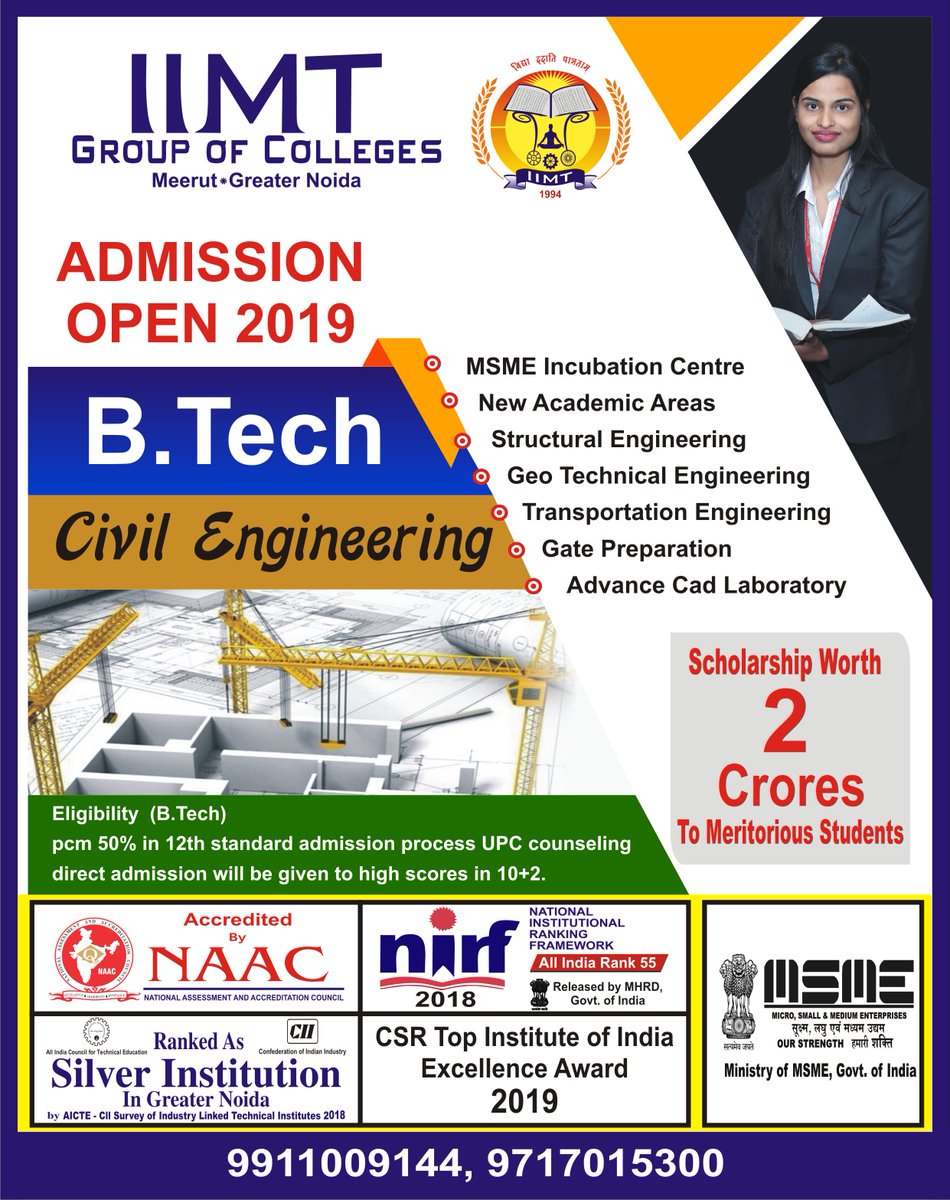 IIMT
GROUP OF COLLEGES
Meerut*Greater Noida
विद्या ददाति पात्रताम्
IIMT
1994
ADMISSION
OPEN 2019
B.Tech
Civil Engineering
MSME Incubation Centre
New Academic Areas
Structural Engineering
Geo Technical Engineering
Transportation Engineering
Gate Preparation
Advance Cad Laboratory
Scholarship Worth
2
Crores
To Meritorious Students
Eligibility (B.Tech)
pcm 50% in 12th standard admission process UPC counseling
direct admission will be given to high scores in 10+2.
NATIONAL ASSESSMENT AND ACCREDITATION COUNCIL
NAAC
Accredited
By
NAAC
NATIONAL ASSESSMENT AND ACCREDITATION COUNCIL
nirf
2018
NATIONAL
INSTITUTIONAL
RANKING
FRAMEWORK
All India Rank 55
Released by MHRD,
Govt. of India
All India Council for Technical Education
Ranked As
CII
Confederation of Indian Industry
Silver Institution
In Greater Noida
by AICTE - CII Survey of Industry Linked Technical Institutes 2018
CSR Top Institute of India
Excellence Award
2019
सत्यमेव जयते
MSME
MICRO, SMALL & MEDIUM ENTERPRISES
सूक्ष्म, लघु एवं मध्यम उद्यम
OUR STRENGTH हमारी शक्ति
Ministry of MSME, Govt. of India
9911009144, 9717015300